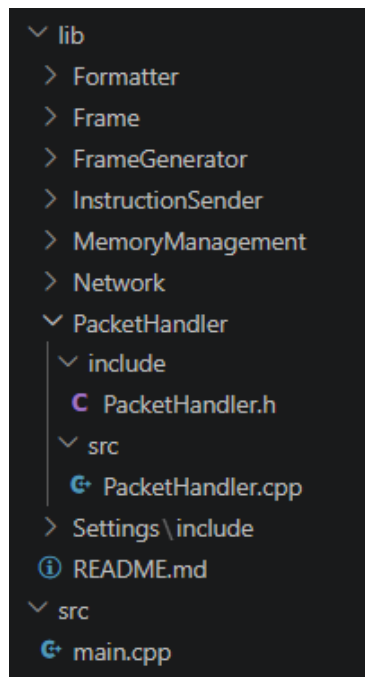 lib
Formatter
Frame
FrameGenerator
InstructionSender
MemoryManagement
Network
PacketHandler
include
C PacketHandler.h
src
C+ PacketHandler.cpp
Settings\include
README.md
src
C+ main.cpp